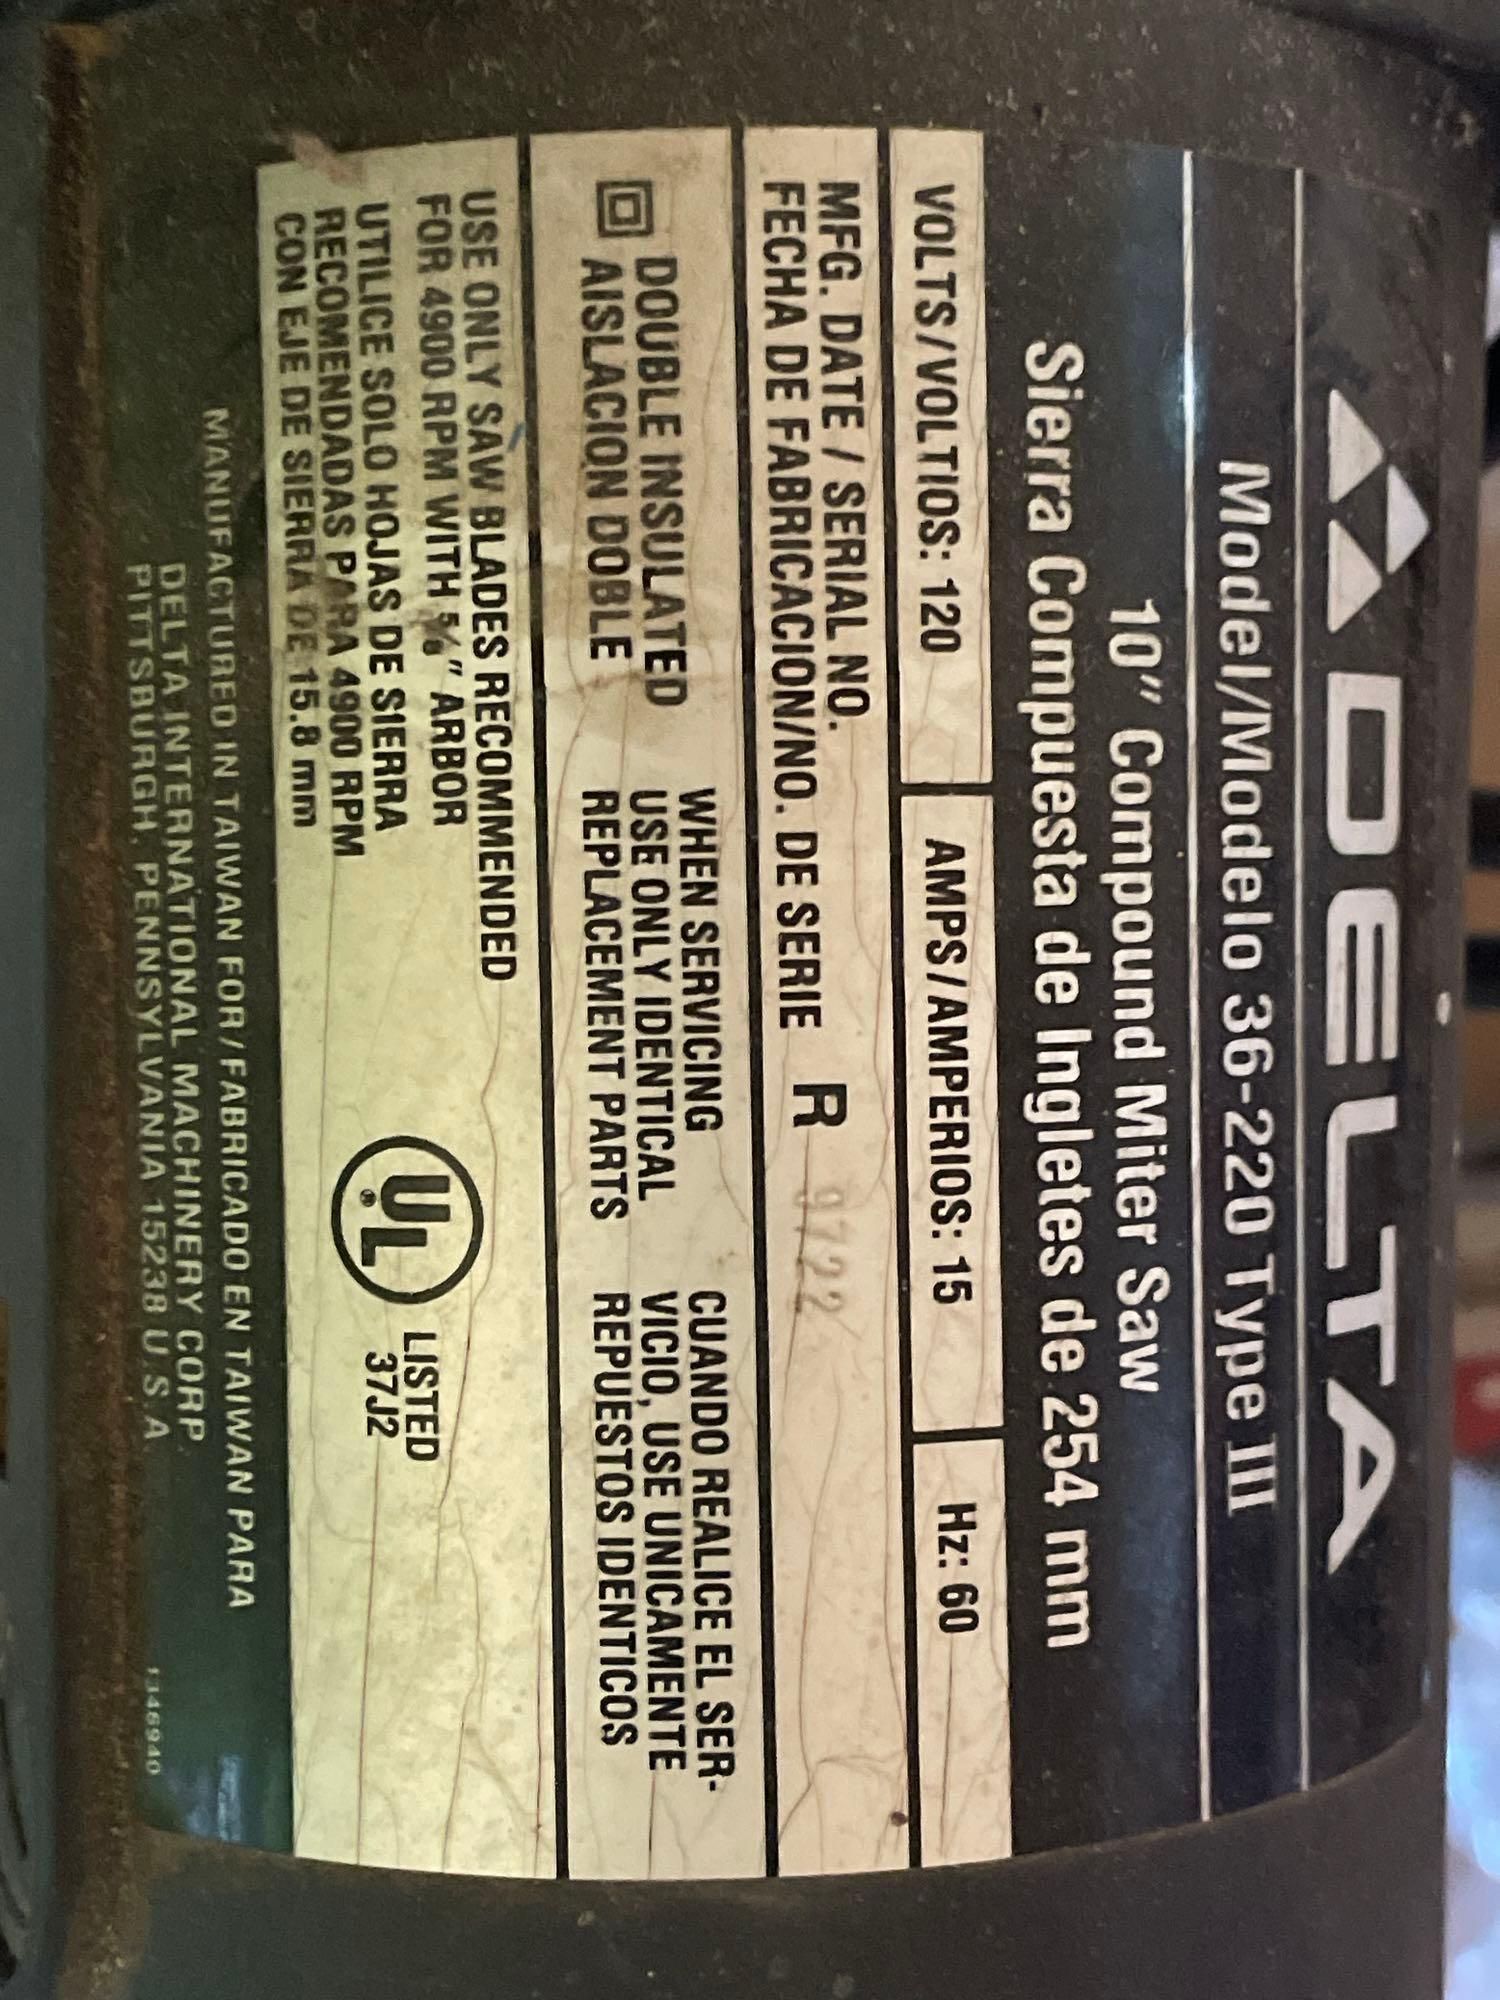 DELTA
Model/Modelo 36-220 Type III
10" Compound Miter Saw
Sierra Compuesta de Ingletes de 254 mm
VOLTS/VOLTIOS: 120
AMPS/AMPERIOS: 15
Hz: 60
MFG. DATE / SERIAL NO.
FECHA DE FABRICACION/NO. DE SERIE R 9722
DOUBLE INSULATED
AISLACION DOBLE
WHEN SERVICING
USE ONLY IDENTICAL
REPLACEMENT PARTS
CUANDO REALICE EL SER-
VICIO, USE UNICAMENTE
REPUESTOS IDENTICOS
USE ONLY SAW BLADES RECOMMENDED
FOR 4900 RPM WITH 5/8" ARBOR
UTILICE SOLO HOJAS DE SIERRA
RECOMENDADAS PARA 4900 RPM
CON EJE DE SIERRA DE 15.8 mm
UL®
LISTED
37J2
MANUFACTURED IN TAIWAN FOR/FABRICADO EN TAIWAN PARA
DELTA INTERNATIONAL MACHINERY CORP.
PITTSBURGH, PENNSYLVANIA 15238 U.S.A.
1346940